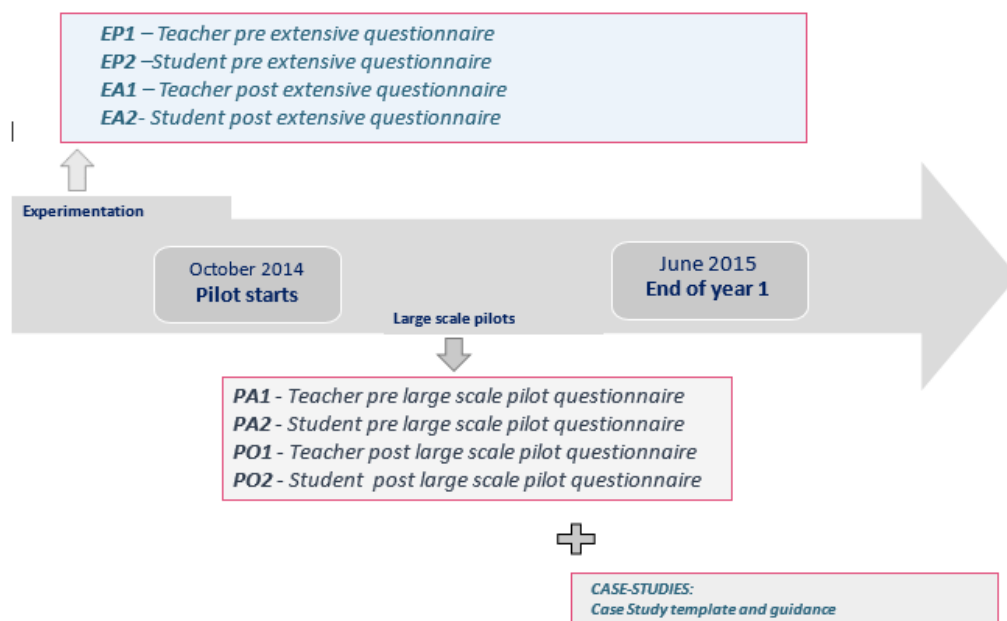 EP1 – Teacher pre extensive questionnaire
EP2 –Student pre extensive questionnaire
EA1 – Teacher post extensive questionnaire
EA2- Student post extensive questionnaire
Experimentation
October 2014
Pilot starts
June 2015
End of year 1
Large scale pilots
PA1 - Teacher pre large scale pilot questionnaire
PA2 - Student pre large scale pilot questionnaire
PO1 - Teacher post large scale pilot questionnaire
PO2 - Student post large scale pilot questionnaire
CASE-STUDIES:
Case Study template and guidance